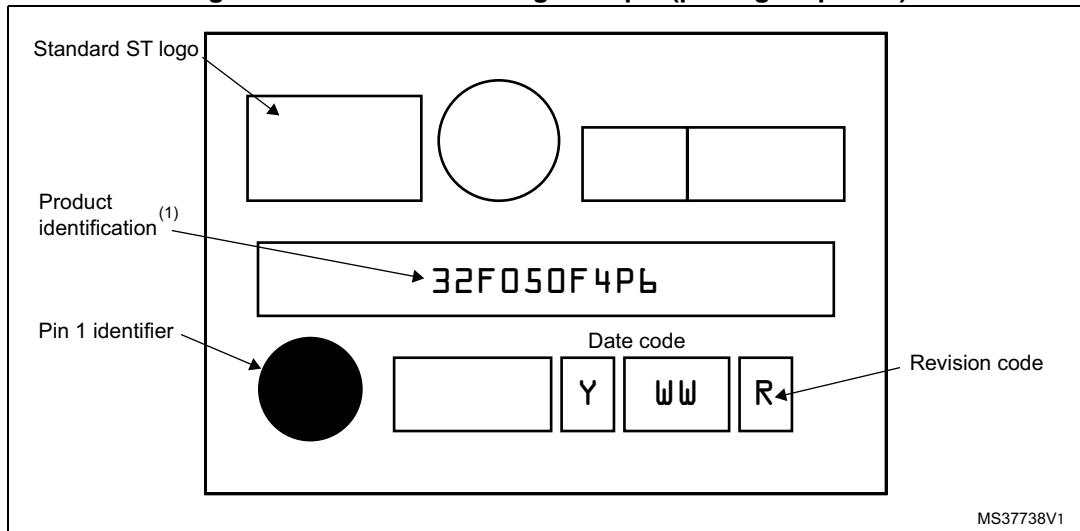 Standard ST logo
Product
identification (1)
32F050F4P6
Pin 1 identifier
Date code
Y WW R
Revision code
MS37738V1